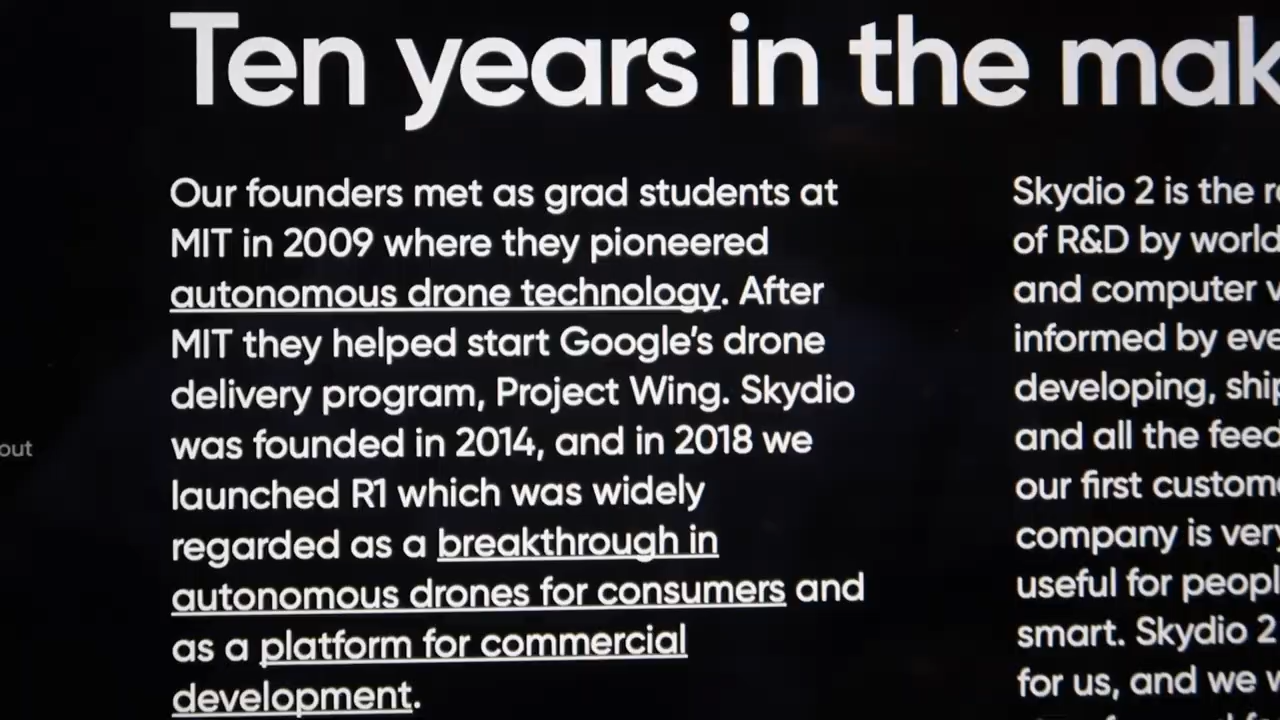 Ten years in the mak
Our founders met as grad students at
MIT in 2009 where they pioneered
autonomous drone technology. After
MIT they helped start Google's drone
delivery program, Project Wing. Skydio
was founded in 2014, and in 2018 we
launched R1 which was widely
regarded as a breakthrough in
autonomous drones for consumers and
as a platform for commercial
development.
Skydio 2 is the r
of R&D by world
and computer v
informed by eve
developing, ship
and all the feed
our first custom
company is very
useful for peopl
smart. Skydio 2
for us, and we w
out